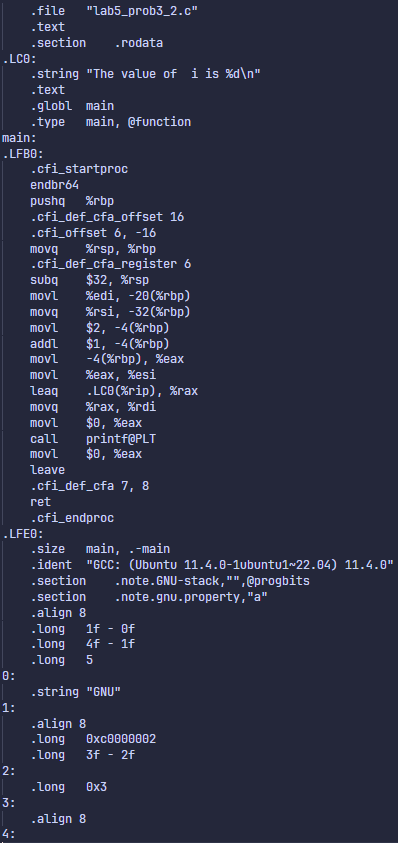 .file "lab5_prob3_2.c"
.text
.section .rodata
.LC0:
.string "The value of  i is %d\n"
.text
.globl main
.type main, @function
main:
.LFB0:
.cfi_startproc
endbr64
pushq %rbp
.cfi_def_cfa_offset 16
.cfi_offset 6, -16
movq %rsp, %rbp
.cfi_def_cfa_register 6
subq $32, %rsp
movl %edi, -20(%rbp)
movq %rsi, -32(%rbp)
movl $2, -4(%rbp)
addl $1, -4(%rbp)
movl -4(%rbp), %eax
movl %eax, %esi
leaq .LC0(%rip), %rax
movq %rax, %rdi
movl $0, %eax
call printf@PLT
movl $0, %eax
leave
.cfi_def_cfa 7, 8
ret
.cfi_endproc
.LFE0:
.size main, .-main
.ident "GCC: (Ubuntu 11.4.0-1ubuntu1~22.04) 11.4.0"
.section .note.GNU-stack,"",@progbits
.section .note.gnu.property,"a"
.align 8
.long 1f - 0f
.long 4f - 1f
.long 5
0:
.string "GNU"
1:
.align 8
.long 0xc0000002
.long 3f - 2f
2:
.long 0x3
3:
.align 8
4: